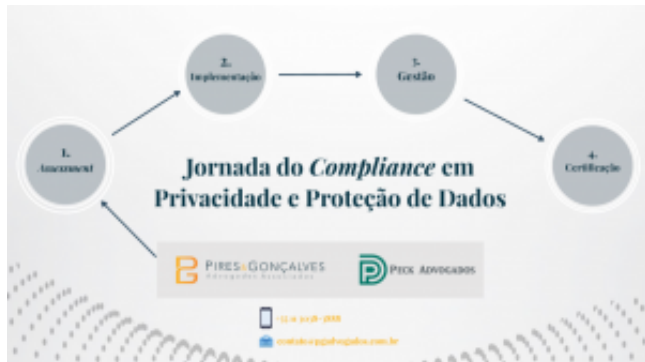 1.
Assessment
2.
Implementação
3.
Gestão
4.
Certificação
Jornada do Compliance em
Privacidade e Proteção de Dados
PIRES & GONÇALVES
Advogados Associados
PECK ADVOGADOS